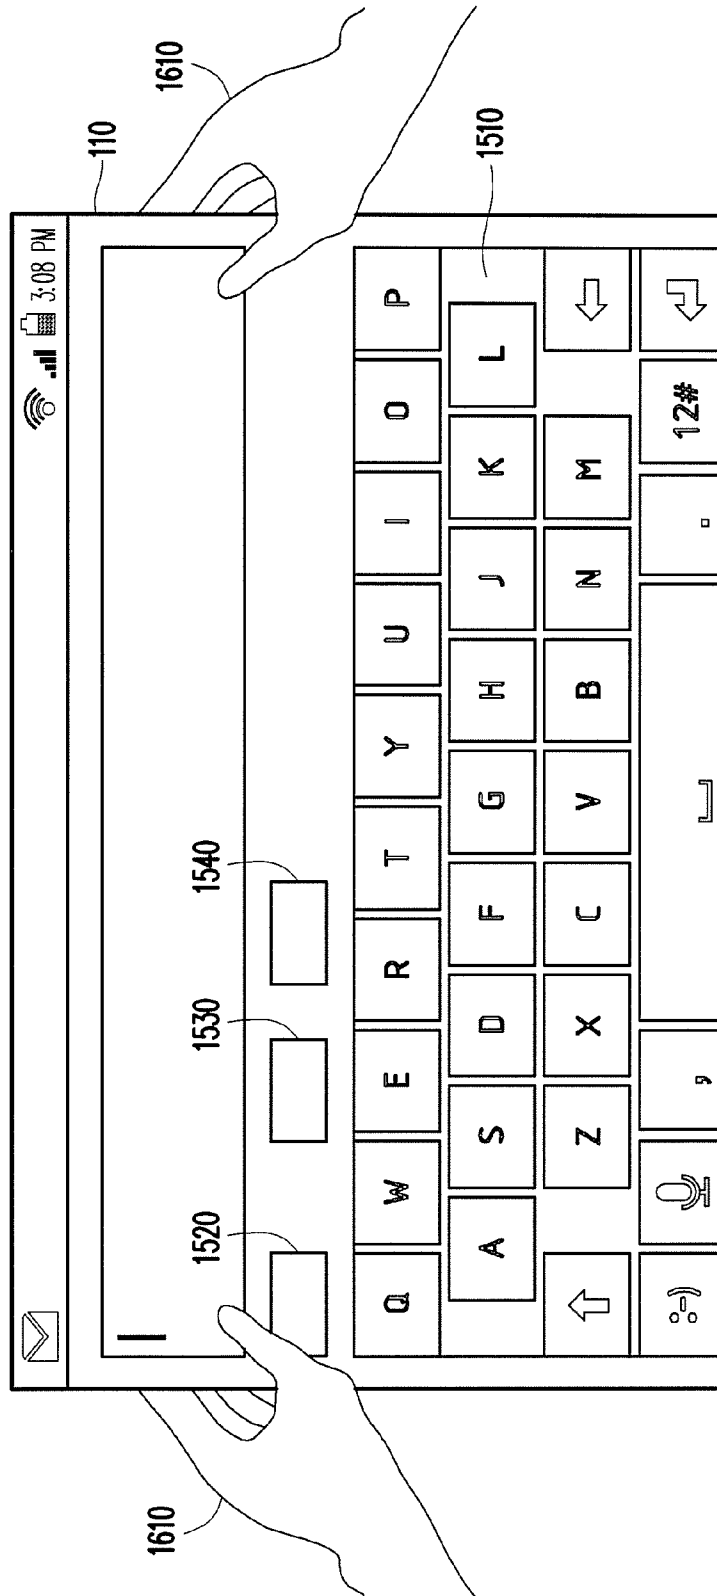 3:08 PM
110
1610
1610
1520
1530
1540
Q W E R T Y U I O P
1510
A S D F G H J K L
Z X C V B N M
:-) , . 12#